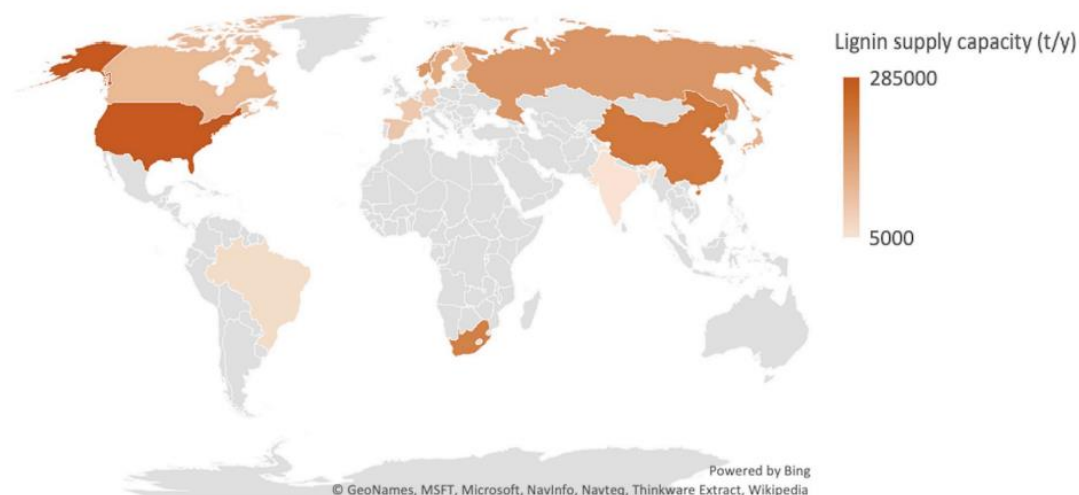 Lignin supply capacity (t/y)
285000
5000
Powered by Bing
© GeoNames, MSFT, Microsoft, NavInfo, Navteq, Thinkware Extract, Wikipedia